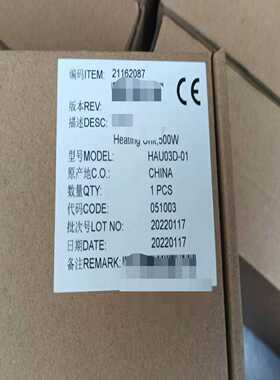 编码ITEM: 21162087
CE
版本REV:
描述DESC:
Heating Unit,500W
型号MODEL: HAU03D-01
原产地C.O.: CHINA
数量QTY: 1 PCS
代码CODE: 051003
批次号LOT NO: 20220117
日期DATE: 20220117
备注REMARK: